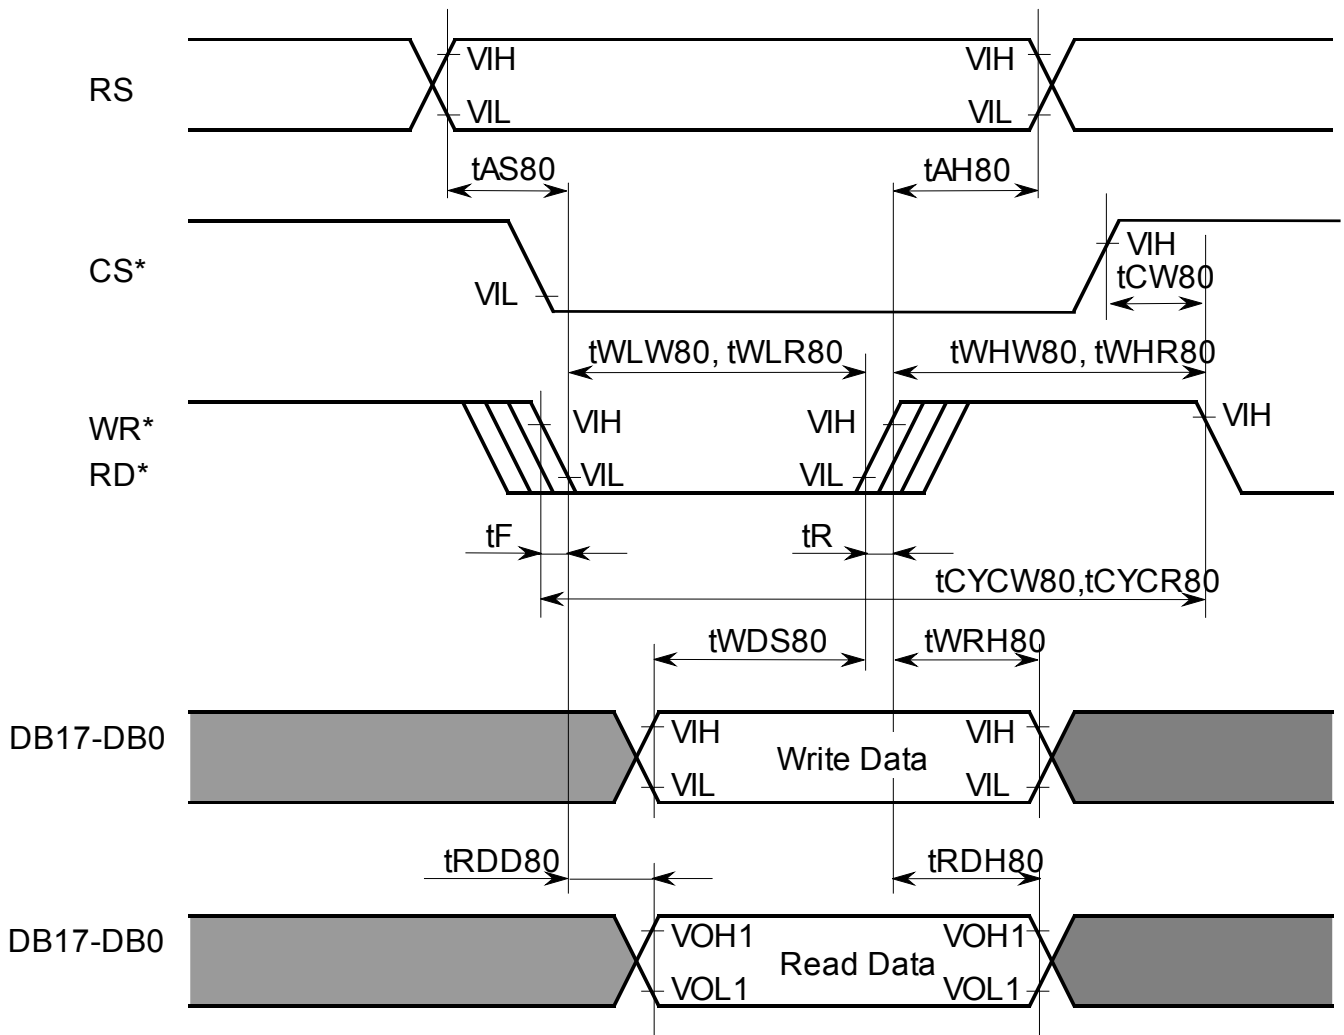 VIH VIH
RS
VIL VIL
tAS80 tAH80
VIH
CS*
tCW80
VIL
tWLW80, tWLR80 tWHW80, tWHR80
VIH VIH VIH
WR*
RD* VIL VIL
tF tR
tCYCW80,tCYCR80
tWDS80 tWRH80
VIH VIH
DB17-DB0
Write Data
VIL VIL
tRDD80 tRDH80
VOH1 VOH1
DB17-DB0
Read Data
VOL1 VOL1